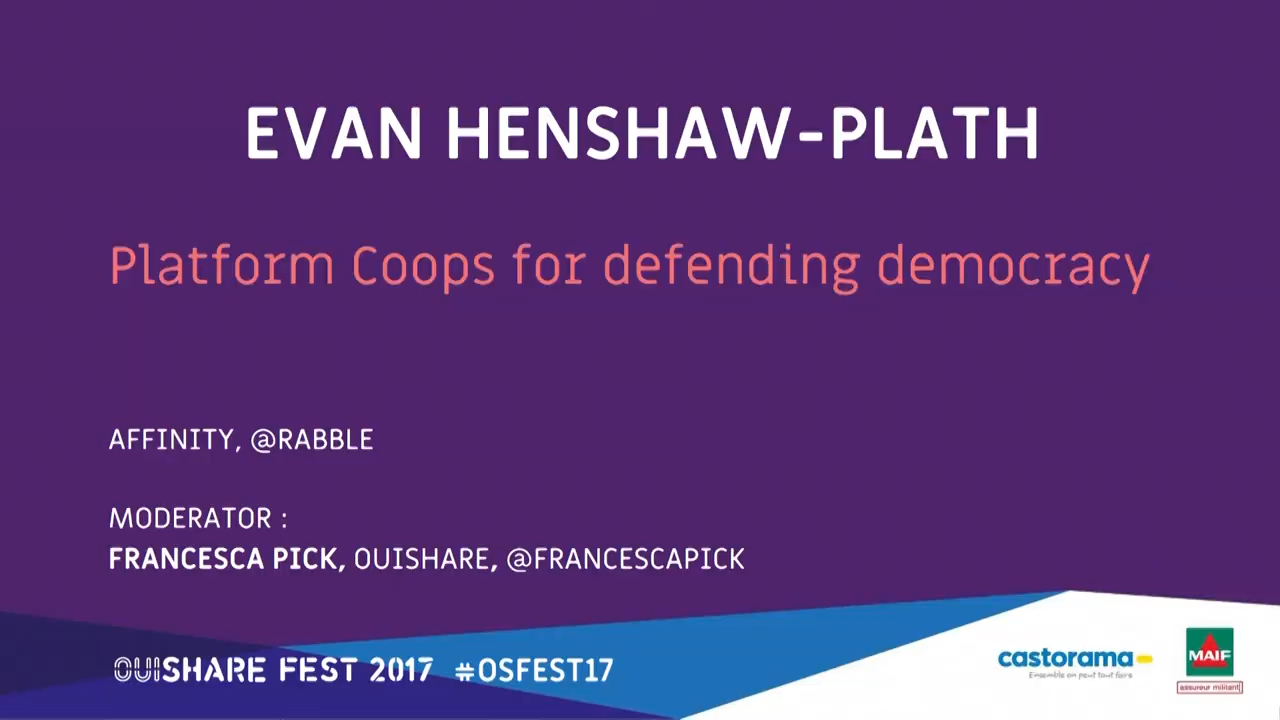 EVAN HENSHAW-PLATH
Platform Coops for defending democracy
AFFINITY, @RABBLE
MODERATOR :
FRANCESCA PICK, OUISHARE, @FRANCESCAPICK
OUISHARE FEST 2017 #OSFEST17
castorama
Ensemble on peut tout faire
MAIF
assureur militant